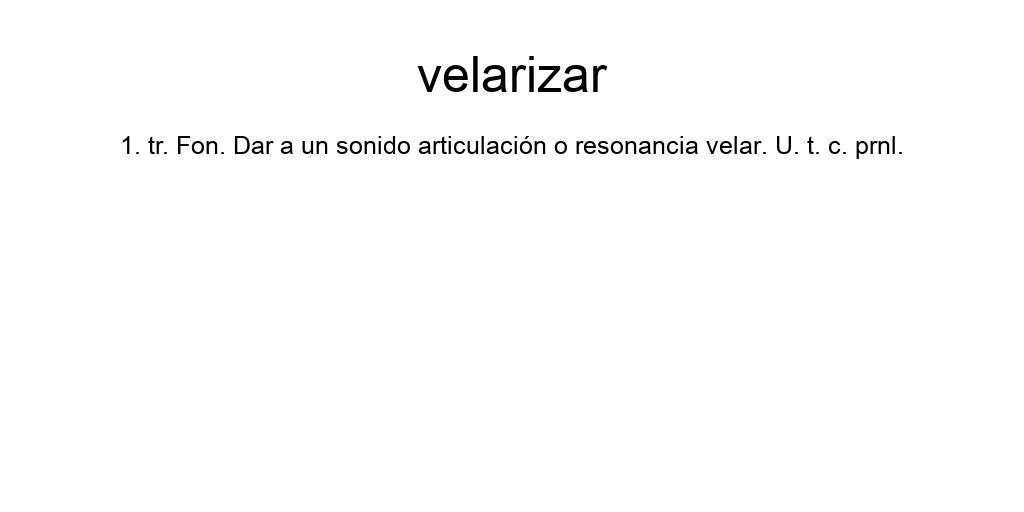 velarizar
1. tr. Fon. Dar a un sonido articulación o resonancia velar. U. t. c. prnl.